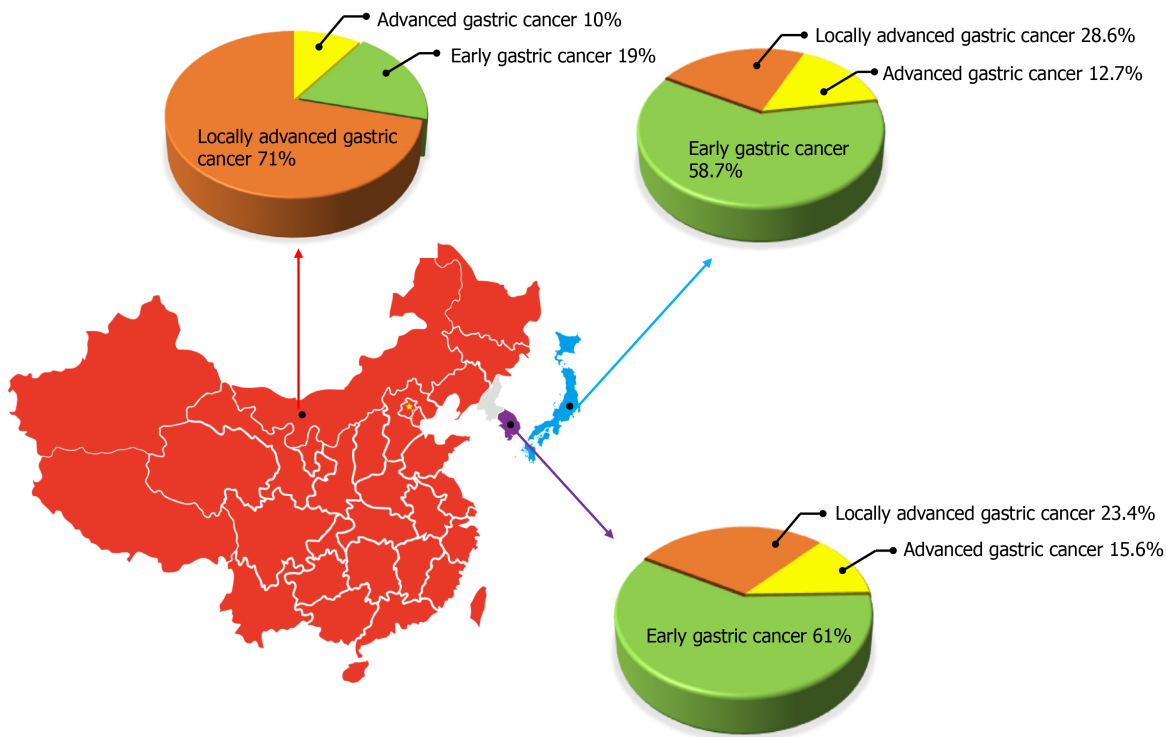 Advanced gastric cancer 10%
Early gastric cancer 19%
Locally advanced gastric
cancer 71%
Locally advanced gastric cancer 28.6%
Advanced gastric cancer 12.7%
Early gastric cancer
58.7%
Locally advanced gastric cancer 23.4%
Advanced gastric cancer 15.6%
Early gastric cancer 61%